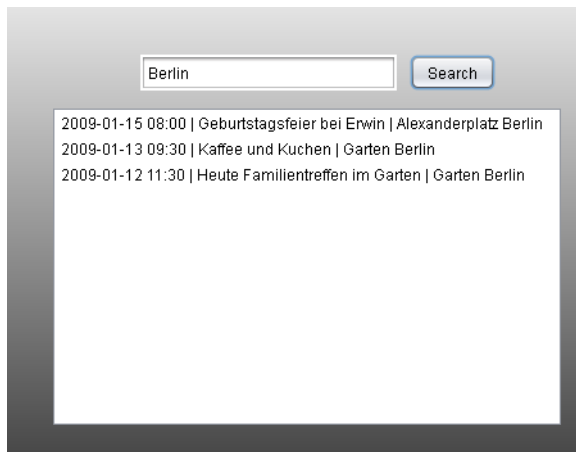 Berlin Search
2009-01-15 08:00 | Geburtstagsfeier bei Erwin | Alexanderplatz Berlin
2009-01-13 09:30 | Kaffee und Kuchen | Garten Berlin
2009-01-12 11:30 | Heute Familientreffen im Garten | Garten Berlin